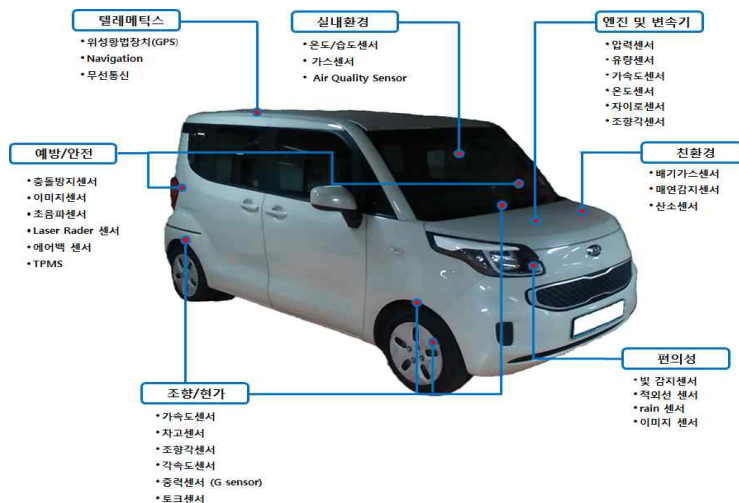 텔레메틱스
• 위성항법장치(GPS)
• Navigation
• 무선통신
실내환경
• 온도/습도센서
• 가스센서
• Air Quality Sensor
엔진 및 변속기
• 압력센서
• 유량센서
• 가속도센서
• 온도센서
• 자이로센서
• 조향각센서
예방/안전
• 충돌방지센서
• 이미지센서
• 초음파센서
• Laser Rader 센서
• 에어백 센서
• TPMS
친환경
• 배기가스센서
• 매연감지센서
• 산소센서
KIA
조향/현가
• 가속도센서
• 차고센서
• 조향각센서
• 각속도센서
• 중력센서 (G sensor)
• 토크센서
편의성
• 빛 감지센서
• 적외선 센서
• rain 센서
• 이미지 센서